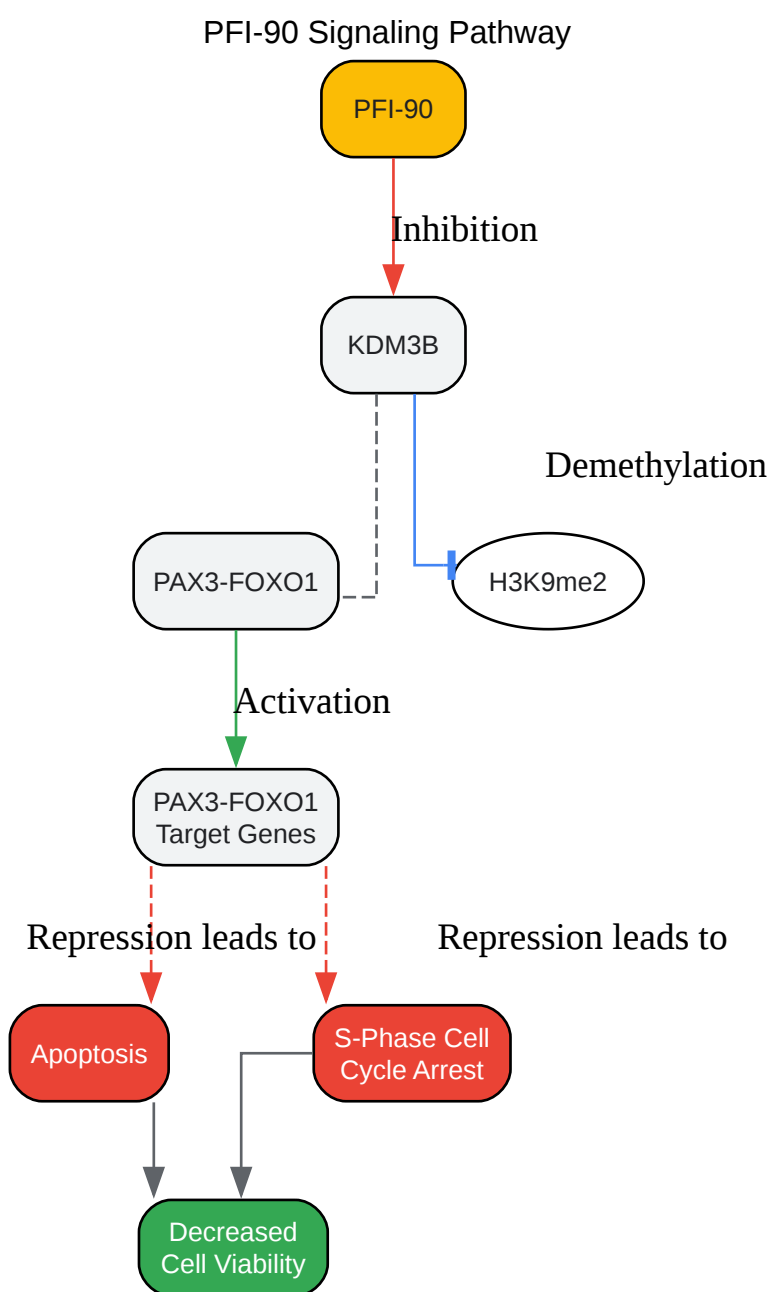 PFI-90 Signaling Pathway
PFI-90
Inhibition
KDM3B
Demethylation
PAX3-FOXO1
H3K9me2
Activation
PAX3-FOXO1
Target Genes
Repression leads to
Repression leads to
Apoptosis
S-Phase Cell
Cycle Arrest
Decreased
Cell Viability